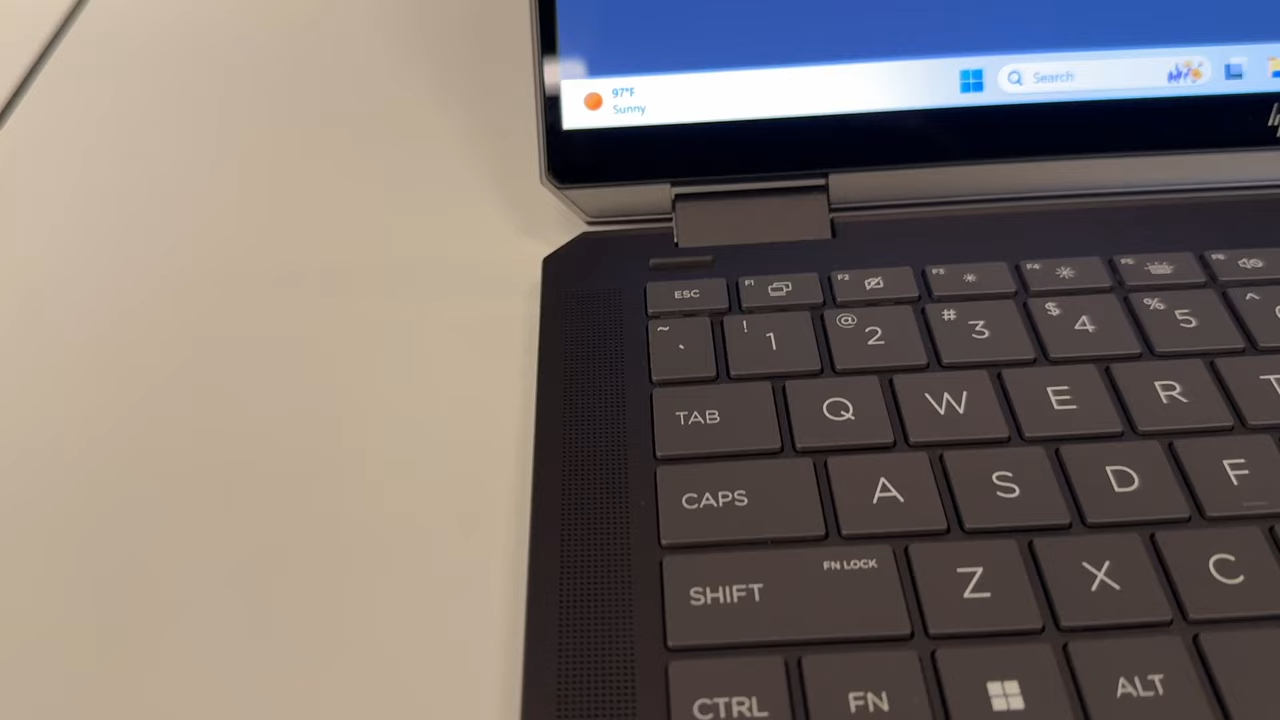 97°F
Sunny
Search
ESC F1 F2 F3 F4 F5 F6
~ ` ! 1 @ 2 # 3 $ 4 % 5 ^
TAB Q W E R T
CAPS A S D F
SHIFT FN LOCK Z X C
CTRL FN ALT